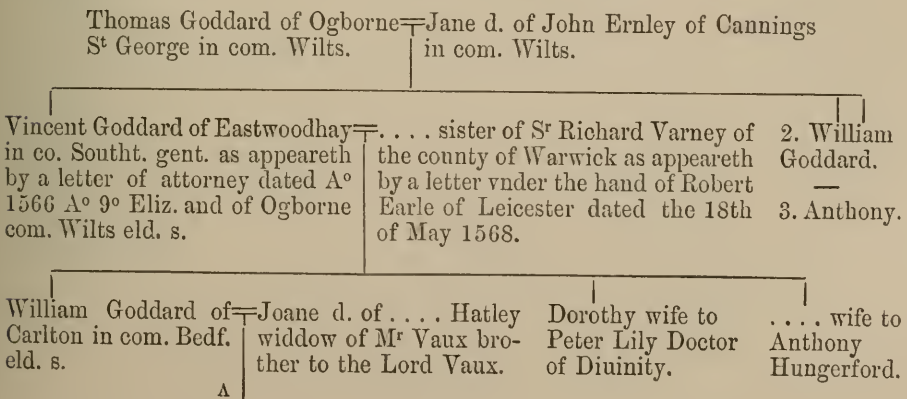 Thomas Goddard of Ogborne
St George in com. Wilts.
Jane d. of John Ernley of Cannings
in com. Wilts.
Vincent Goddard of Eastwoodhay
in co. Southt. gent. as appeareth
by a letter of attorney dated Ao
1566 Ao 9o Eliz. and of Ogborne
com. Wilts eld. s.
. . . . sister of Sr Richard Varney of
the county of Warwick as appeareth
by a letter vnder the hand of Robert
Earle of Leicester dated the 18th
of May 1568.
2. William
Goddard.
—
3. Anthony.
William Goddard of
Carlton in com. Bedf.
eld. s.
Joane d. of . . . . Hatley
widdow of Mr Vaux bro-
ther to the Lord Vaux.
Dorothy wife to
Peter Lily Doctor
of Diuinity.
. . . . wife to
Anthony
Hungerford.
A